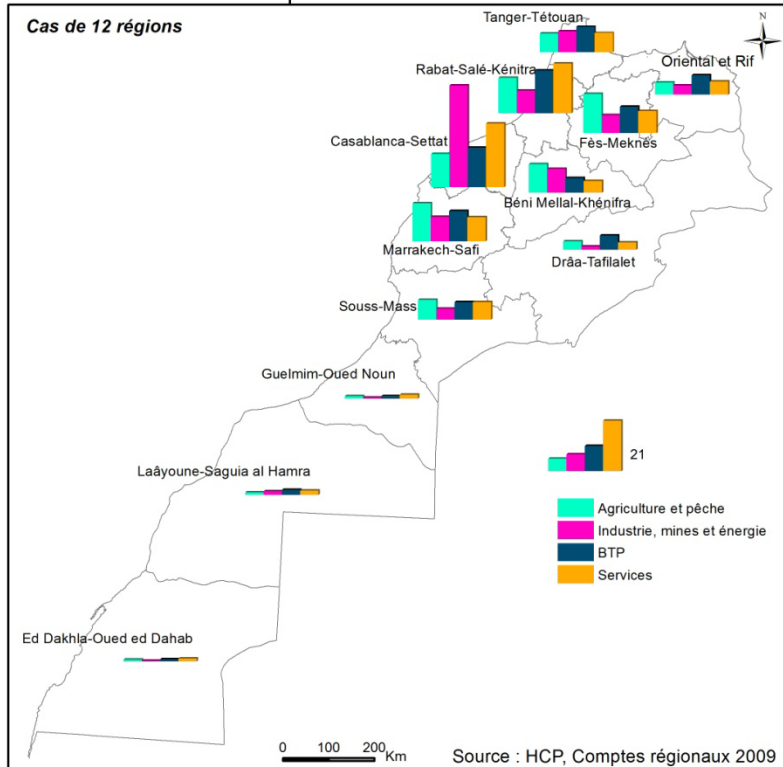 Cas de 12 régions
N
Tanger-Tétouan
Oriental et Rif
Rabat-Salé-Kénitra
Casablanca-Settat
Fès-Meknès
Béni Mellal-Khénifra
Marrakech-Safi
Drâa-Tafilalet
Souss-Mass
Guelmim-Oued Noun
Laâyoune-Saguia al Hamra
21
Agriculture et pêche
Industrie, mines et énergie
BTP
Services
Ed Dakhla-Oued ed Dahab
0 100 200
Km
Source : HCP, Comptes régionaux 2009